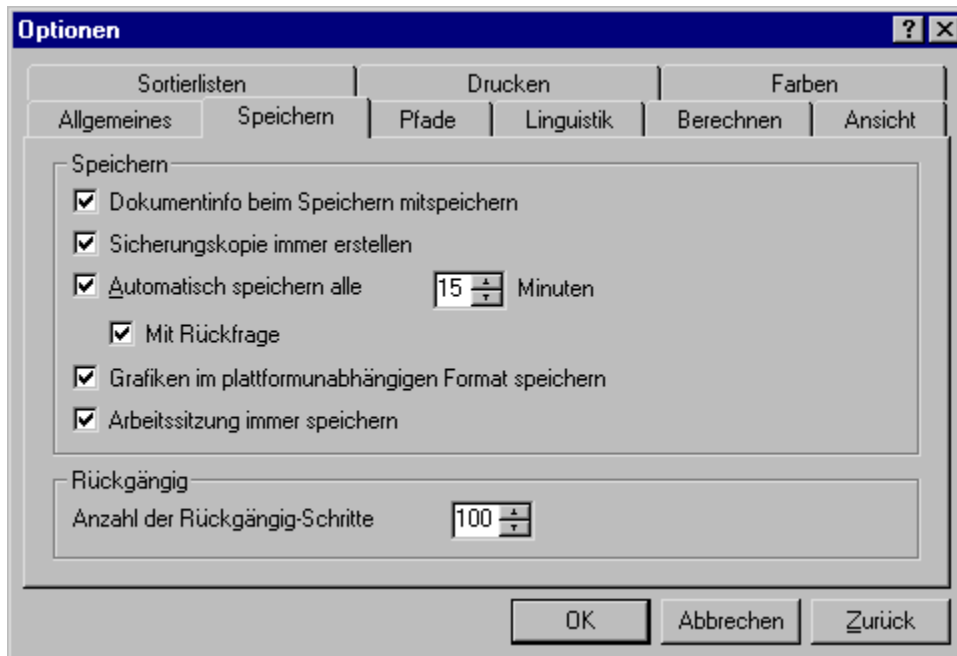 Optionen
Sortierlisten Drucken Farben
Allgemeines Speichern Pfade Linguistik Berechnen Ansicht
Speichern
Dokumentinfo beim Speichern mitspeichern
Sicherungskopie immer erstellen
Automatisch speichern alle 15 Minuten
Mit Rückfrage
Grafiken im plattformunabhängigen Format speichern
Arbeitssitzung immer speichern
Rückgängig
Anzahl der Rückgängig-Schritte 100
OK Abbrechen Zurück